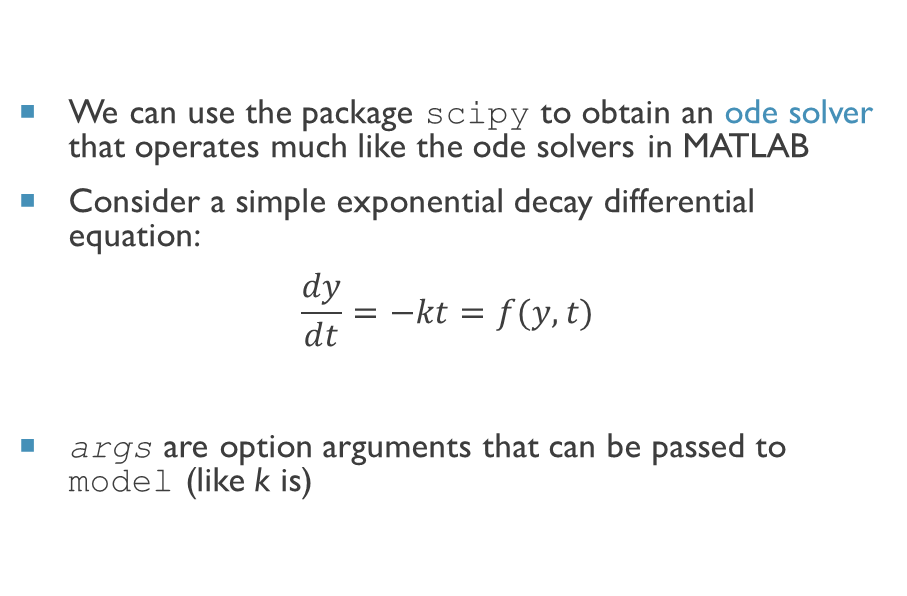 We can use the package scipy to obtain an ode solver
that operates much like the ode solvers in MATLAB
Consider a simple exponential decay differential
equation:
dy/dt = −kt = f(y, t)
args are option arguments that can be passed to
model (like k is)